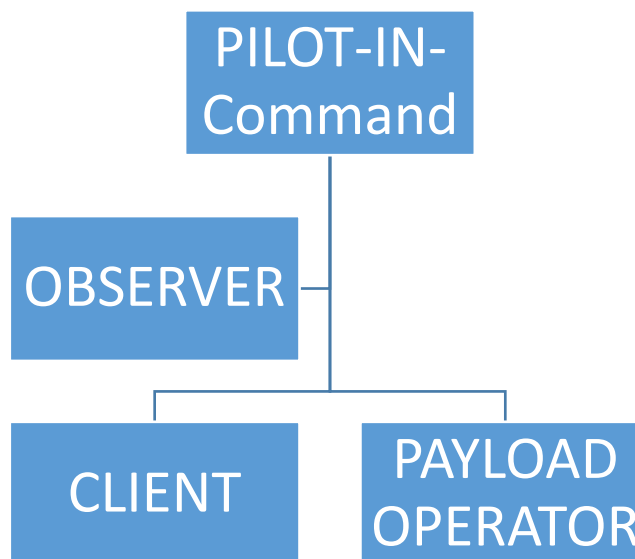 PILOT-IN-
Command
OBSERVER
CLIENT
PAYLOAD
OPERATOR